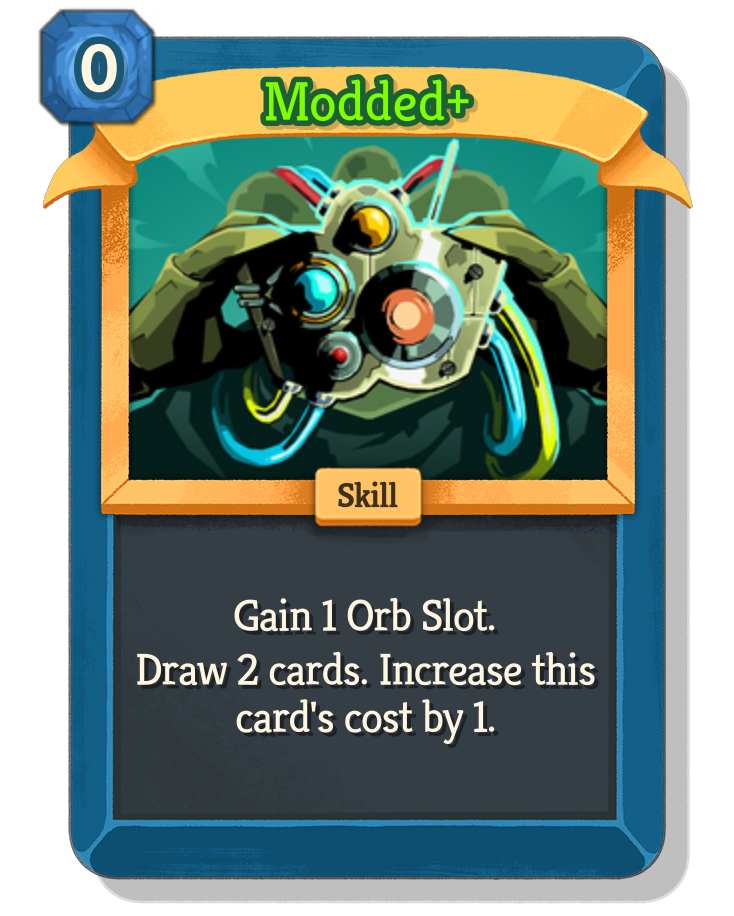 0
Modded+
Skill
Gain 1 Orb Slot.
Draw 2 cards. Increase this
card's cost by 1.